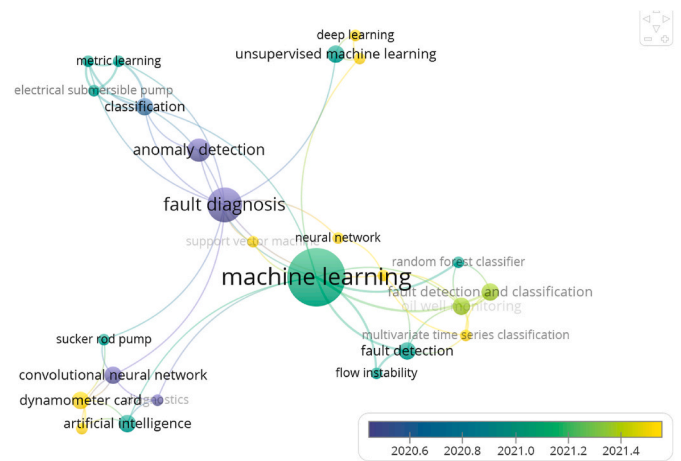 deep learning
unsupervised machine learning
metric learning
electrical submersible pump
classification
anomaly detection
fault diagnosis
support vector machine
neural network
random forest classifier
machine learning
fault detection and classification
oil well monitoring
multivariate time series classification
sucker rod pump
fault detection
flow instability
convolutional neural network
dynamometer card
diagnostics
artificial intelligence
2020.6 2020.8 2021.0 2021.2 2021.4